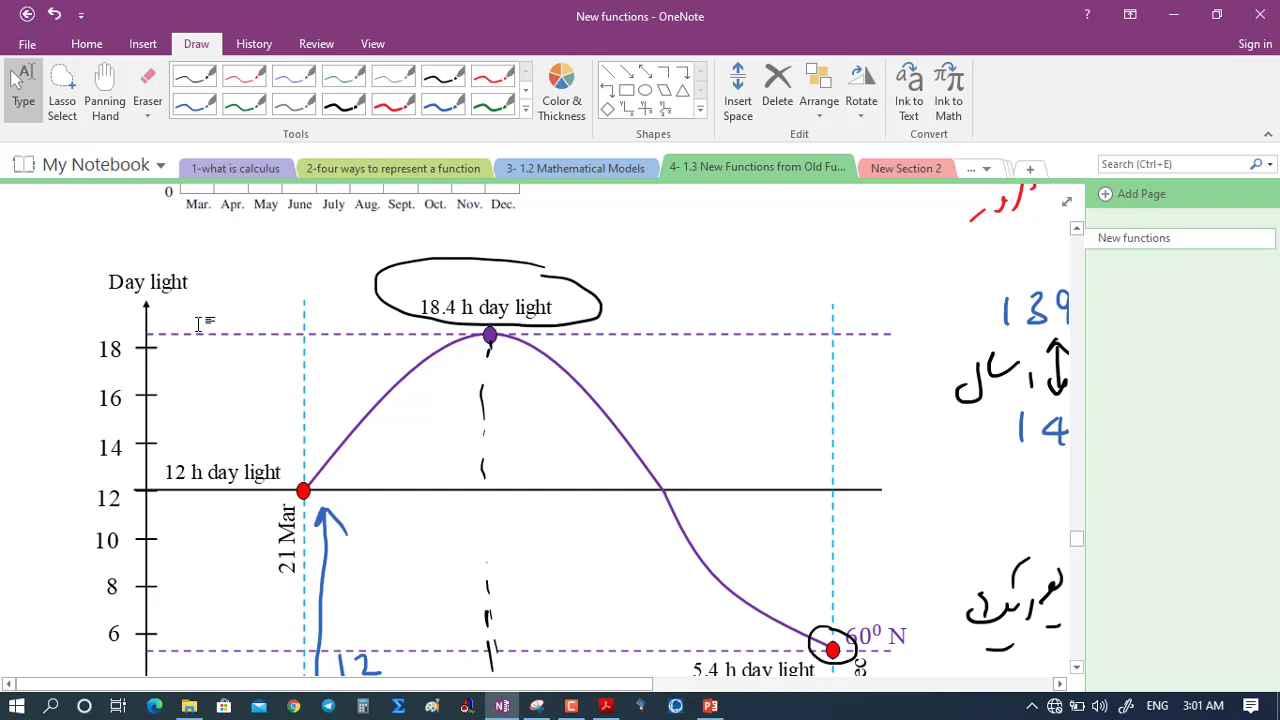 New functions - OneNote
Sign in
File Home Insert Draw History Review View
Type
Lasso Select
Panning Hand
Eraser
Color & Thickness
Insert Space
Delete
Arrange
Rotate
Ink to Text
Ink to Math
Tools
Shapes
Edit
Convert
My Notebook
1-what is calculus
2-four ways to represent a function
3- 1.2 Mathematical Models
4- 1.3 New Functions from Old Fu...
New Section 2
...
Search (Ctrl+E)
Add Page
New functions
0
Mar. Apr. May June July Aug. Sept. Oct. Nov. Dec.
Day light
18.4 h day light
18
16
14
12 h day light
12
21 Mar
10
8
6
60⁰ N
5.4 h day light
12
139
14
3:01 AM